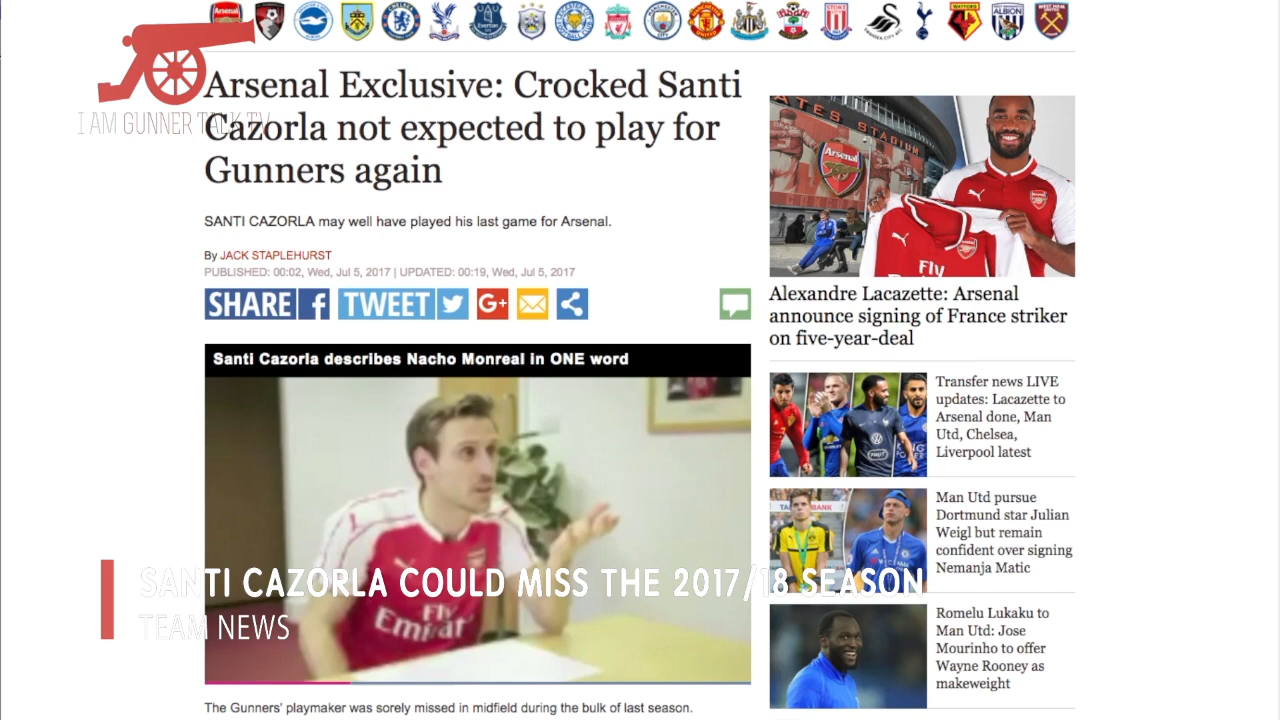 I AM GUNNER TALK TV
Arsenal Exclusive: Crocked Santi
Cazorla not expected to play for
Gunners again
SANTI CAZORLA may well have played his last game for Arsenal.
By JACK STAPLEHURST
PUBLISHED: 00:02, Wed, Jul 5, 2017 | UPDATED: 00:19, Wed, Jul 5, 2017
SHARE f TWEET G+
Santi Cazorla describes Nacho Monreal in ONE word
Fly
Emirat
SANTI CAZORLA COULD MISS THE 2017/18 SEASON
TEAM NEWS
The Gunners' playmaker was sorely missed in midfield during the bulk of last season.
ATES STADIUM
Arsenal
Fly
Alexandre Lacazette: Arsenal
announce signing of France striker
on five-year-deal
Transfer news LIVE
updates: Lacazette to
Arsenal done, Man
Utd, Chelsea,
Liverpool latest
Man Utd pursue
Dortmund star Julian
Weigl but remain
confident over signing
Nemanja Matic
Romelu Lukaku to
Man Utd: Jose
Mourinho to offer
Wayne Rooney as
makeweight